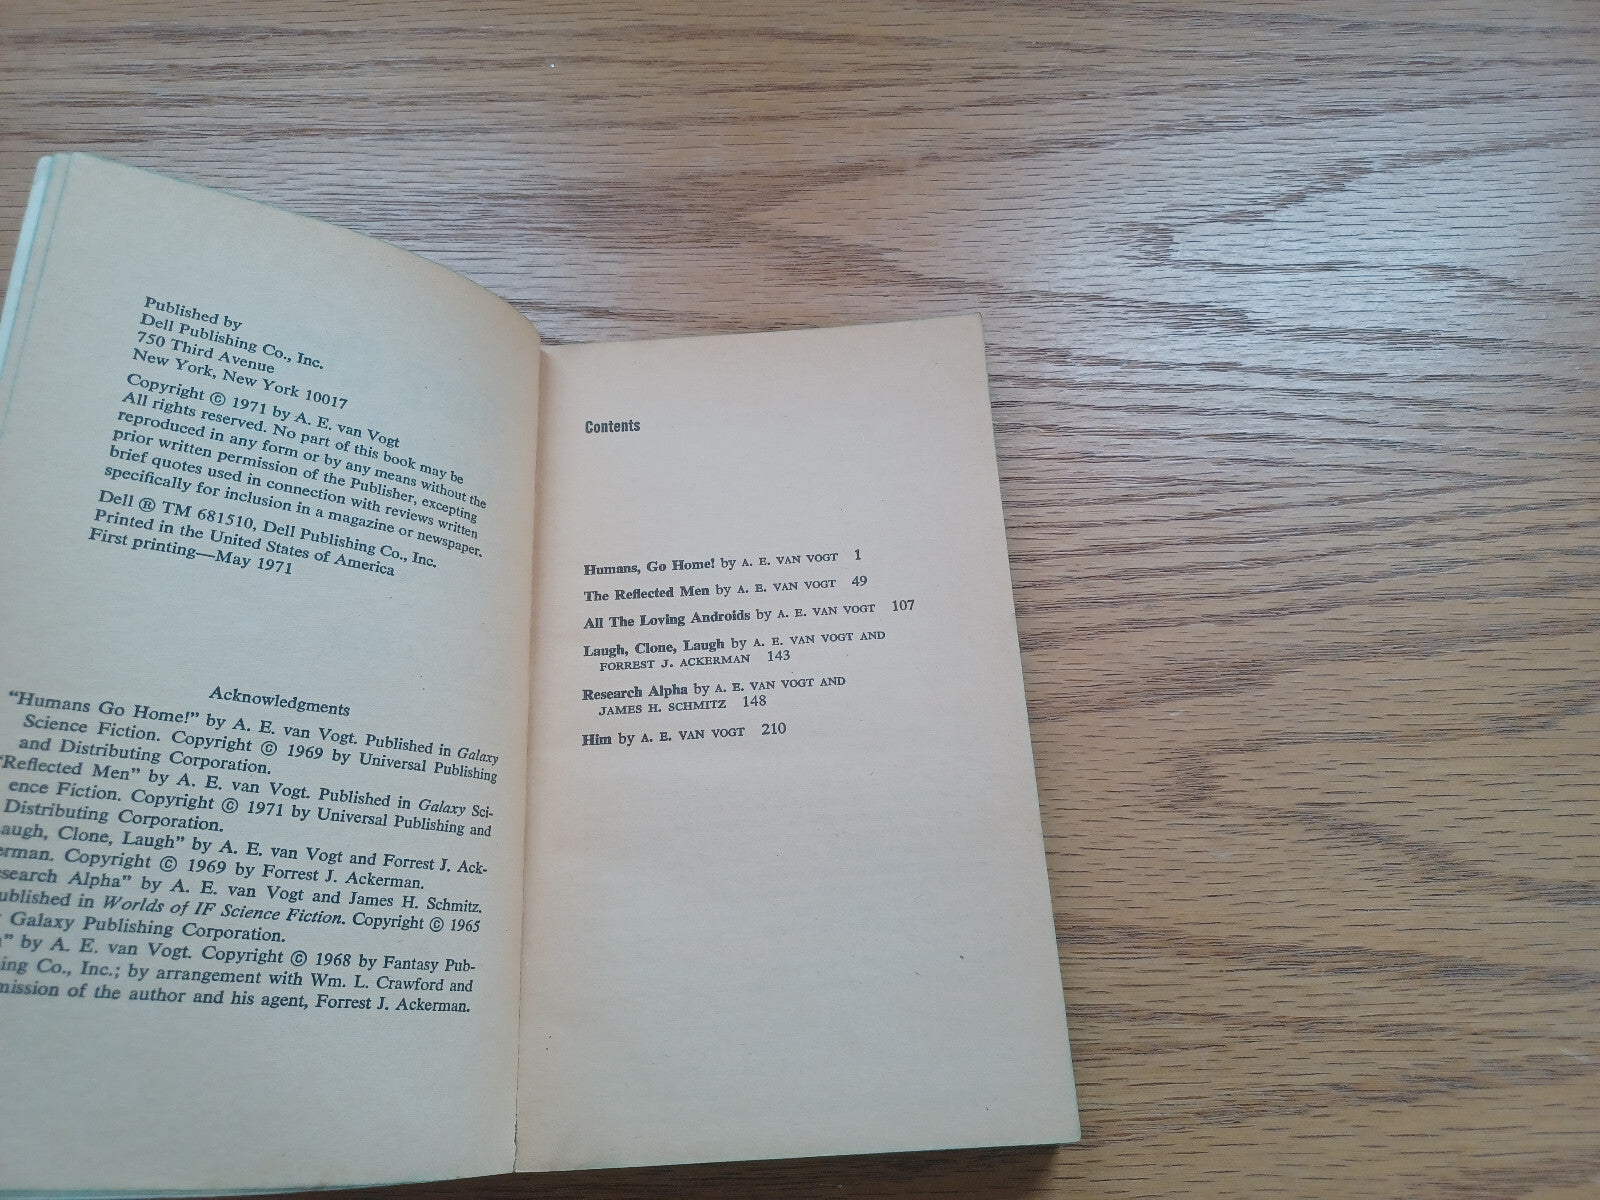 Published by
Dell Publishing Co., Inc.
750 Third Avenue
New York, New York 10017
Copyright © 1971 by A. E. van Vogt
All rights reserved. No part of this book may be
reproduced in any form or by any means without the
prior written permission of the Publisher, excepting
brief quotes used in connection with reviews written
specifically for inclusion in a magazine or newspaper.
Dell ® TM 681510, Dell Publishing Co., Inc.
Printed in the United States of America
First printing—May 1971
Acknowledgments
“Humans Go Home!” by A. E. van Vogt. Published in Galaxy
Science Fiction. Copyright © 1969 by Universal Publishing
and Distributing Corporation.
“Reflected Men” by A. E. van Vogt. Published in Galaxy Sci-
ence Fiction. Copyright © 1971 by Universal Publishing and
Distributing Corporation.
augh, Clone, Laugh” by A. E. van Vogt and Forrest J. Ack-
erman. Copyright © 1969 by Forrest J. Ackerman.
search Alpha” by A. E. van Vogt and James H. Schmitz.
ublished in Worlds of IF Science Fiction. Copyright © 1965
Galaxy Publishing Corporation.
” by A. E. van Vogt. Copyright © 1968 by Fantasy Pub-
ing Co., Inc.; by arrangement with Wm. L. Crawford and
mission of the author and his agent, Forrest J. Ackerman.
Contents
Humans, Go Home! by A. E. VAN VOGT 1
The Reflected Men by A. E. VAN VOGT 49
All The Loving Androids by A. E. VAN VOGT 107
Laugh, Clone, Laugh by A. E. VAN VOGT AND
FORREST J. ACKERMAN 143
Research Alpha by A. E. VAN VOGT AND
JAMES H. SCHMITZ 148
Him by A. E. VAN VOGT 210